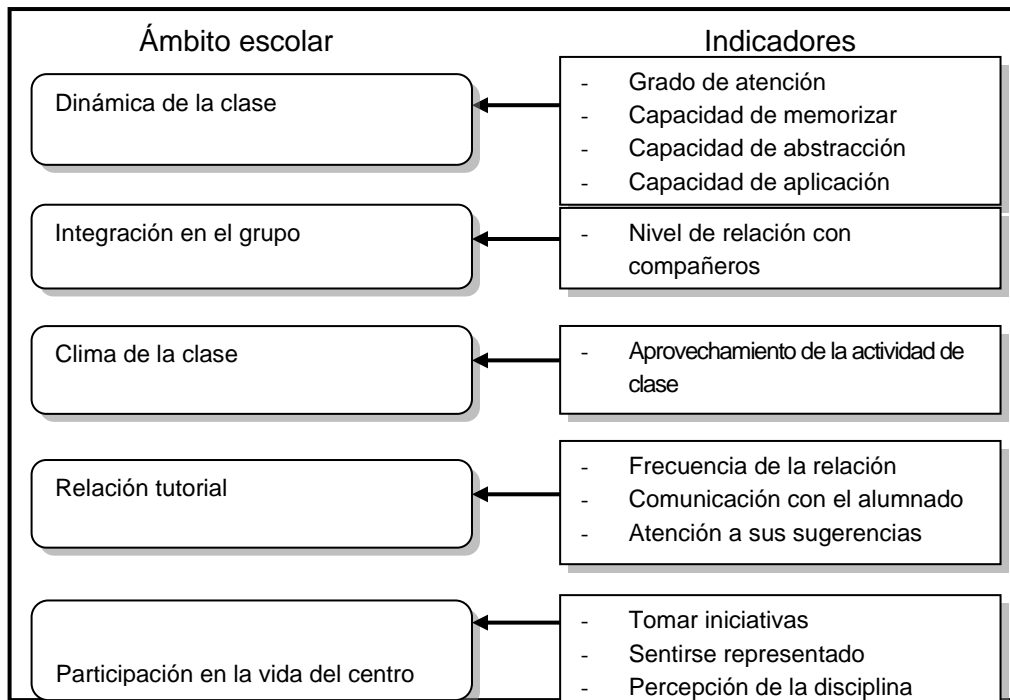 Ámbito escolar
Indicadores
Dinámica de la clase
- Grado de atención
- Capacidad de memorizar
- Capacidad de abstracción
- Capacidad de aplicación
Integración en el grupo
- Nivel de relación con
compañeros
Clima de la clase
- Aprovechamiento de la actividad de
clase
Relación tutorial
- Frecuencia de la relación
- Comunicación con el alumnado
- Atención a sus sugerencias
Participación en la vida del centro
- Tomar iniciativas
- Sentirse representado
- Percepción de la disciplina